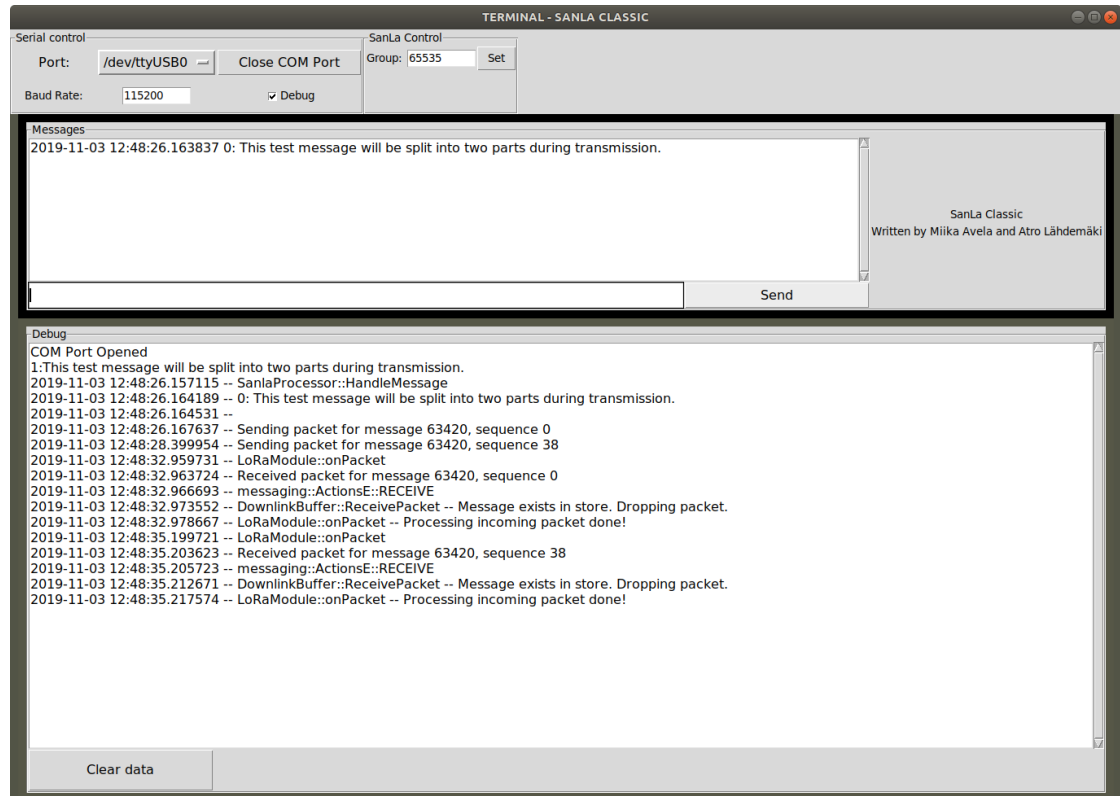 TERMINAL - SANLA CLASSIC
Serial control
SanLa Control
Port: /dev/ttyUSB0 Close COM Port
Group: 65535 Set
Baud Rate: 115200 Debug
Messages
2019-11-03 12:48:26.163837 0: This test message will be split into two parts during transmission.
SanLa Classic
Written by Miika Avela and Atro Lähdemäki
Send
Debug
COM Port Opened
1:This test message will be split into two parts during transmission.
2019-11-03 12:48:26.157115 -- SanlaProcessor::HandleMessage
2019-11-03 12:48:26.164189 -- 0: This test message will be split into two parts during transmission.
2019-11-03 12:48:26.164531 --
2019-11-03 12:48:26.167637 -- Sending packet for message 63420, sequence 0
2019-11-03 12:48:28.399954 -- Sending packet for message 63420, sequence 38
2019-11-03 12:48:32.959731 -- LoRaModule::onPacket
2019-11-03 12:48:32.963724 -- Received packet for message 63420, sequence 0
2019-11-03 12:48:32.966693 -- messaging::ActionsE::RECEIVE
2019-11-03 12:48:32.973552 -- DownlinkBuffer::ReceivePacket -- Message exists in store. Dropping packet.
2019-11-03 12:48:32.978667 -- LoRaModule::onPacket -- Processing incoming packet done!
2019-11-03 12:48:35.199721 -- LoRaModule::onPacket
2019-11-03 12:48:35.203623 -- Received packet for message 63420, sequence 38
2019-11-03 12:48:35.205723 -- messaging::ActionsE::RECEIVE
2019-11-03 12:48:35.212671 -- DownlinkBuffer::ReceivePacket -- Message exists in store. Dropping packet.
2019-11-03 12:48:35.217574 -- LoRaModule::onPacket -- Processing incoming packet done!
Clear data